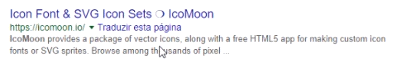 Icon Font & SVG Icon Sets ❍ IcoMoon
https://icomoon.io/ ▾ Traduzir esta página
IcoMoon provides a package of vector icons, along with a free HTML5 app for making custom icon
fonts or SVG sprites. Browse among thousands of pixel ...